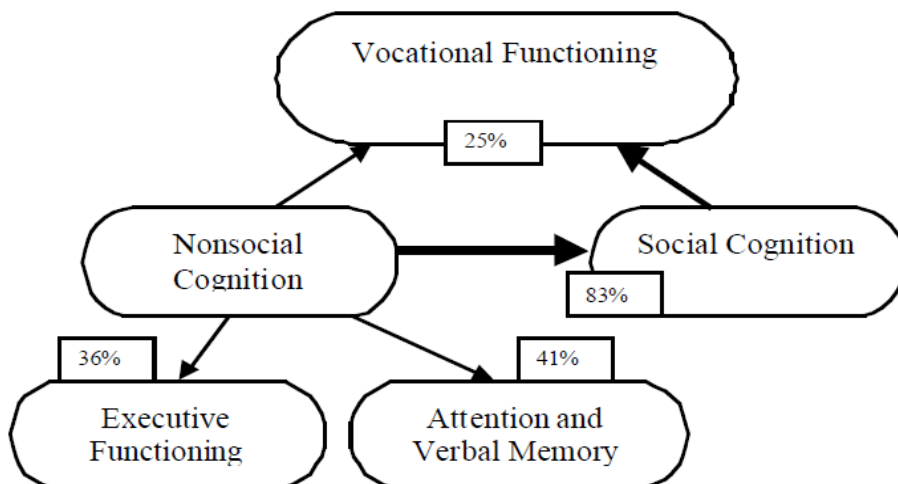 Vocational Functioning
25%
Nonsocial
Cognition
Social Cognition
83%
36%
41%
Executive
Functioning
Attention and
Verbal Memory